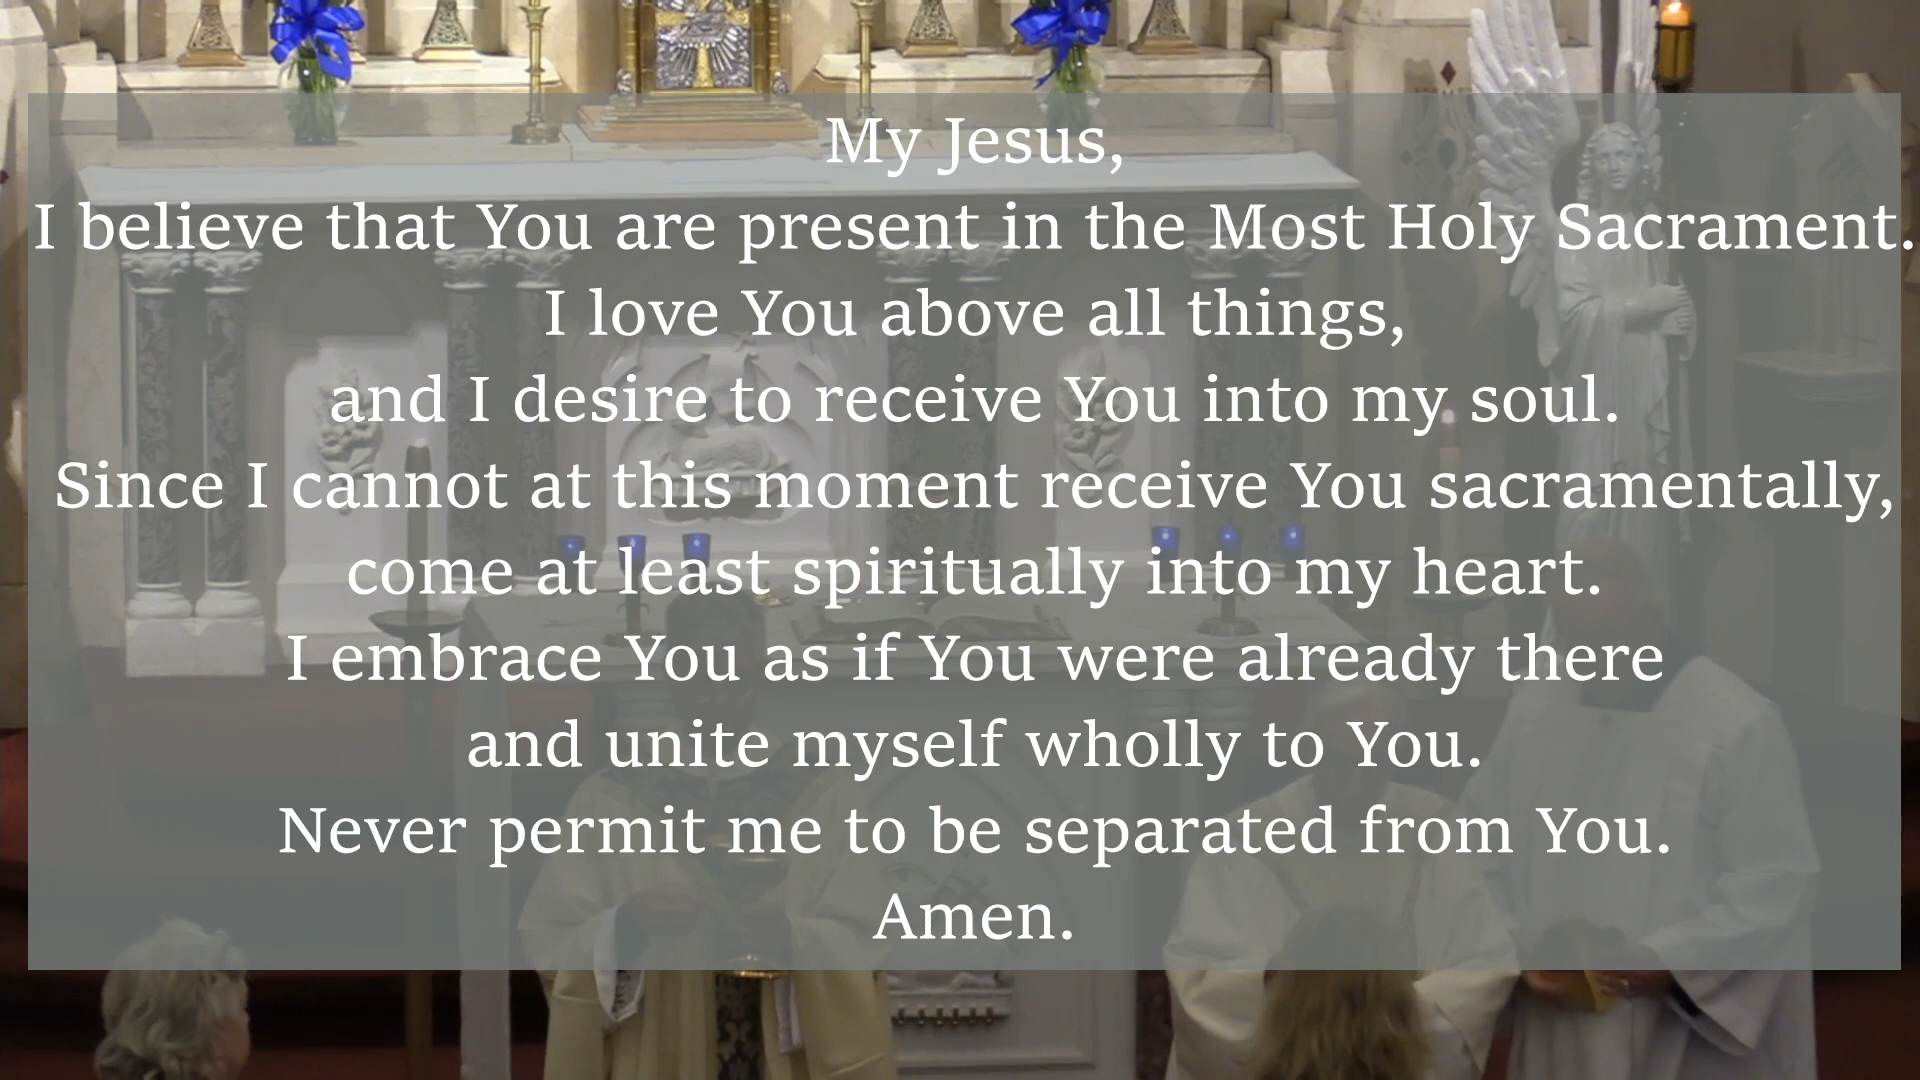 My Jesus,
I believe that You are present in the Most Holy Sacrament.
I love You above all things,
and I desire to receive You into my soul.
Since I cannot at this moment receive You sacramentally,
come at least spiritually into my heart.
I embrace You as if You were already there
and unite myself wholly to You.
Never permit me to be separated from You.
Amen.